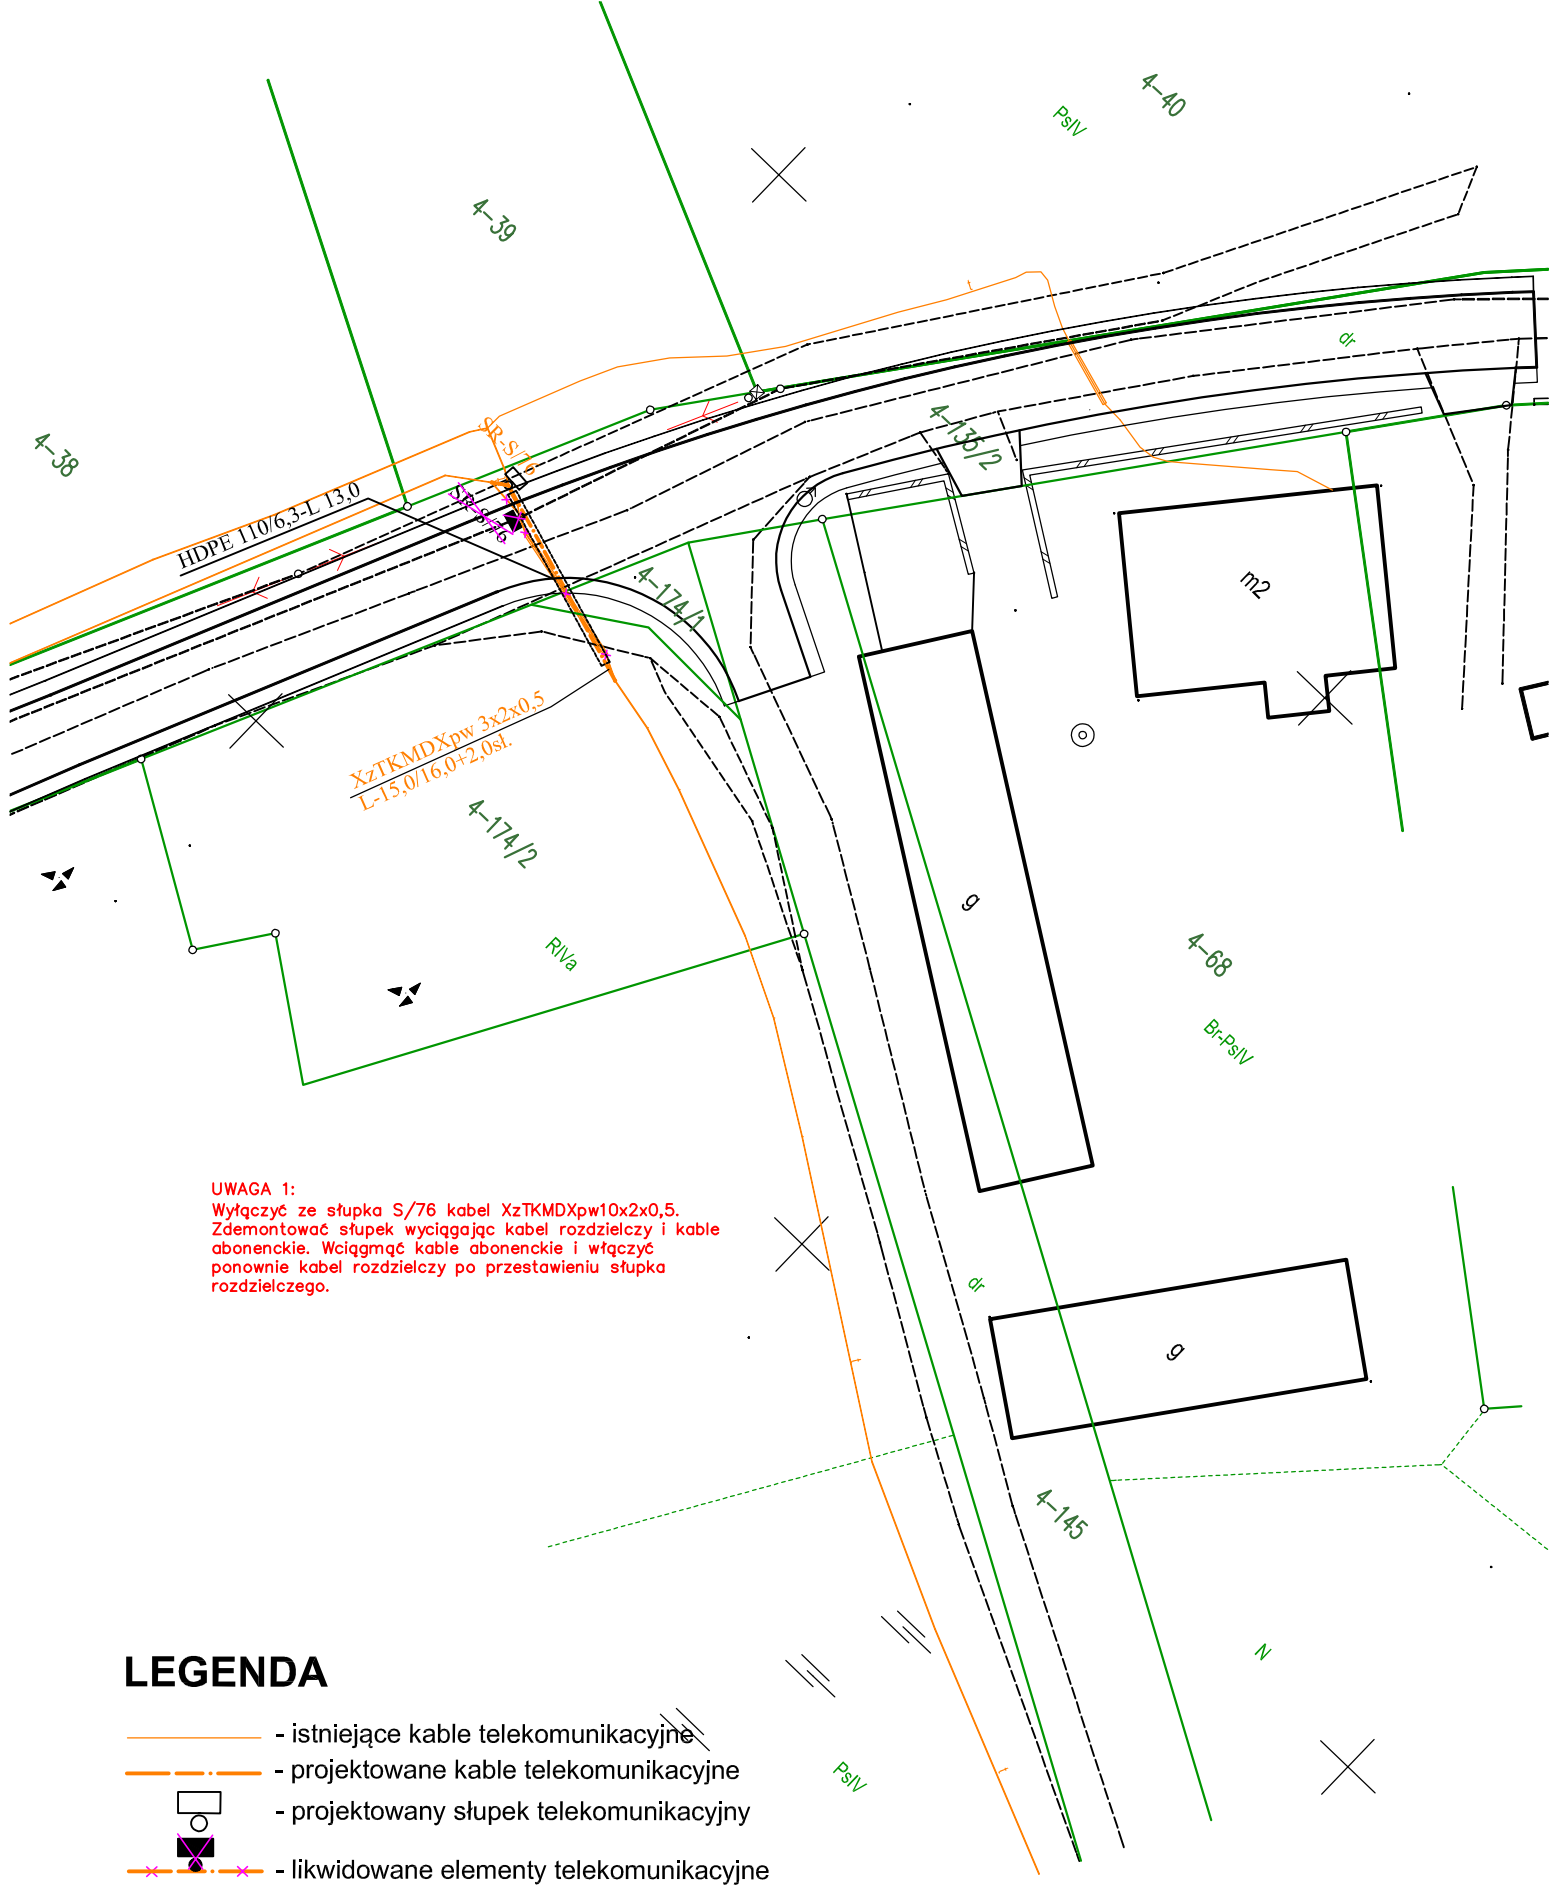 4-40
PsIV
4-39
t
dr
4-38
SR-S/76
4-136/2
SR-S/76
HDPE 110/6,3-L 13,0
4-174/1
m2
XzTKMDXpw 3x2x0,5
L-15,0/16,0+2,0sł.
4-174/2
g
RIVa
4-68
Br-PsIV
UWAGA 1:
Wyłączyć ze słupka S/76 kabel XzTKMDXpw10x2x0,5.
Zdemontować słupek wyciągając kabel rozdzielczy i kable
abonenckie. Wciągmąć kable abonenckie i włączyć
ponownie kabel rozdzielczy po przestawieniu słupka
rozdzielczego.
dr
g
t
4-145
N
LEGENDA
- istniejące kable telekomunikacyjne
- projektowane kable telekomunikacyjne
PsIV
t
- projektowany słupek telekomunikacyjny
- likwidowane elementy telekomunikacyjne